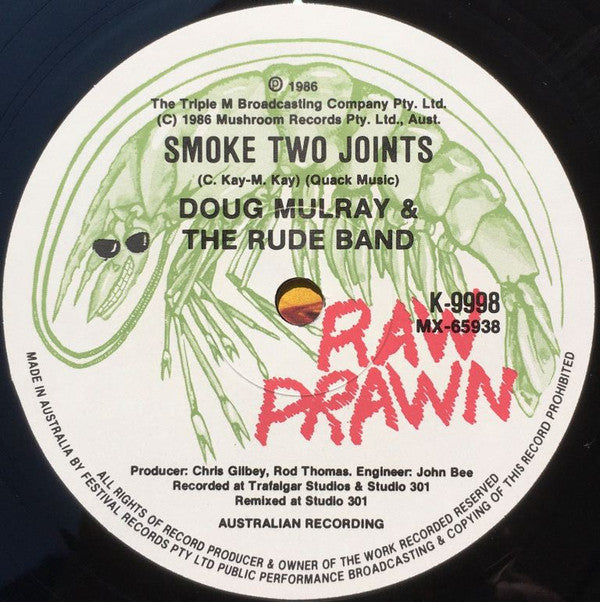 ℗ 1986
The Triple M Broadcasting Company Pty. Ltd.
(C) 1986 Mushroom Records Pty. Ltd., Aust.
SMOKE TWO JOINTS
(C. Kay-M. Kay) (Quack Music)
DOUG MULRAY &
THE RUDE BAND
K-9998
MX-65938
RAW
PRAWN
Producer: Chris Gilbey, Rod Thomas. Engineer: John Bee
Recorded at Trafalgar Studios & Studio 301
Remixed at Studio 301
AUSTRALIAN RECORDING
ALL RIGHTS OF RECORD PRODUCER & OWNER OF THE WORK RECORDED RESERVED
MADE IN AUSTRALIA BY FESTIVAL RECORDS PTY LTD PUBLIC PERFORMANCE BROADCASTING & COPYING OF THIS RECORD PROHIBITED